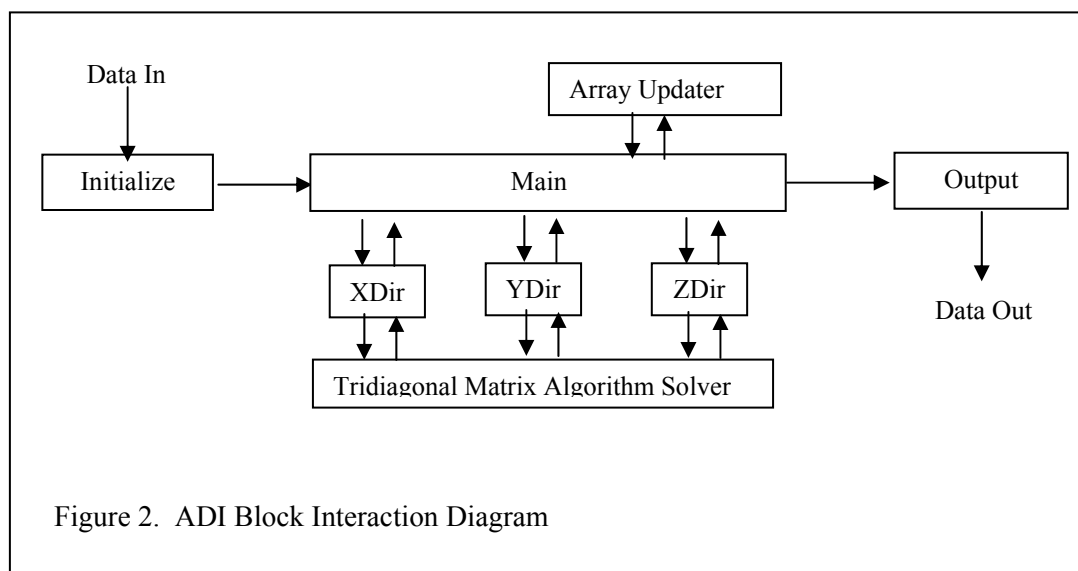 Data In
Array Updater
Initialize
Main
Output
XDir
YDir
ZDir
Data Out
Tridiagonal Matrix Algorithm Solver
Figure 2. ADI Block Interaction Diagram